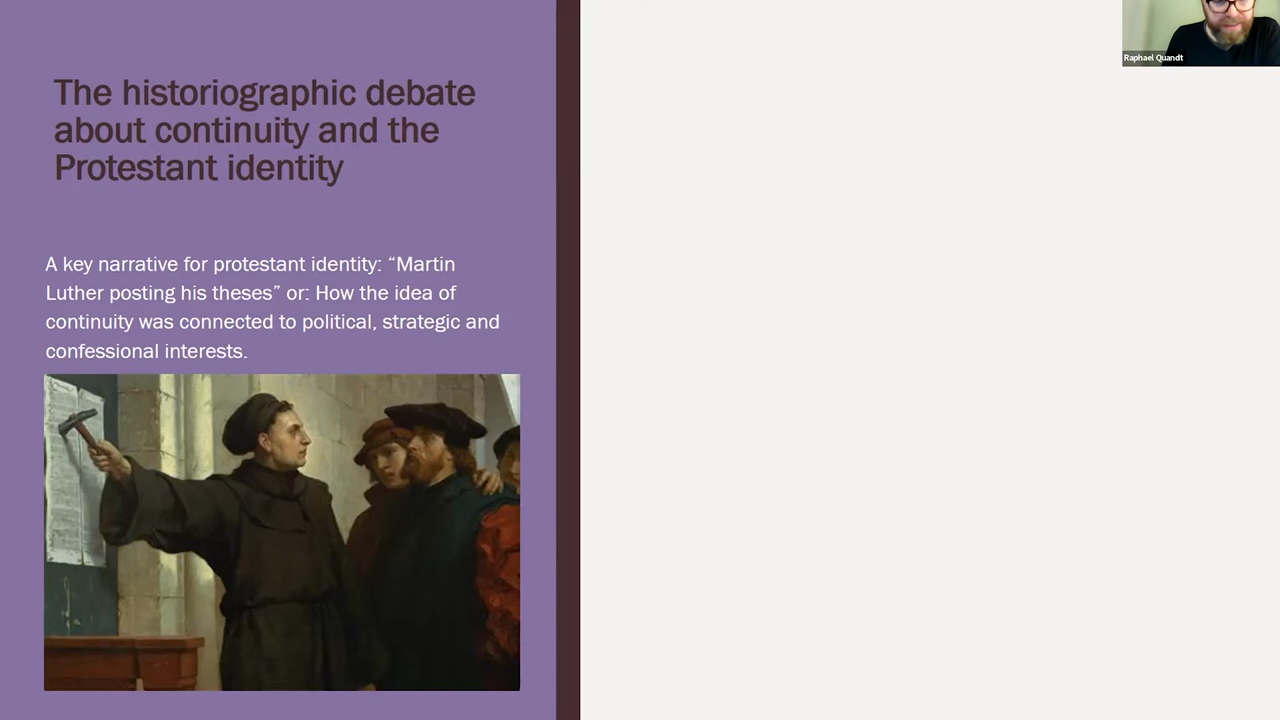 The historiographic debate
about continuity and the
Protestant identity
A key narrative for protestant identity: “Martin
Luther posting his theses” or: How the idea of
continuity was connected to political, strategic and
confessional interests.
Raphael Quandt